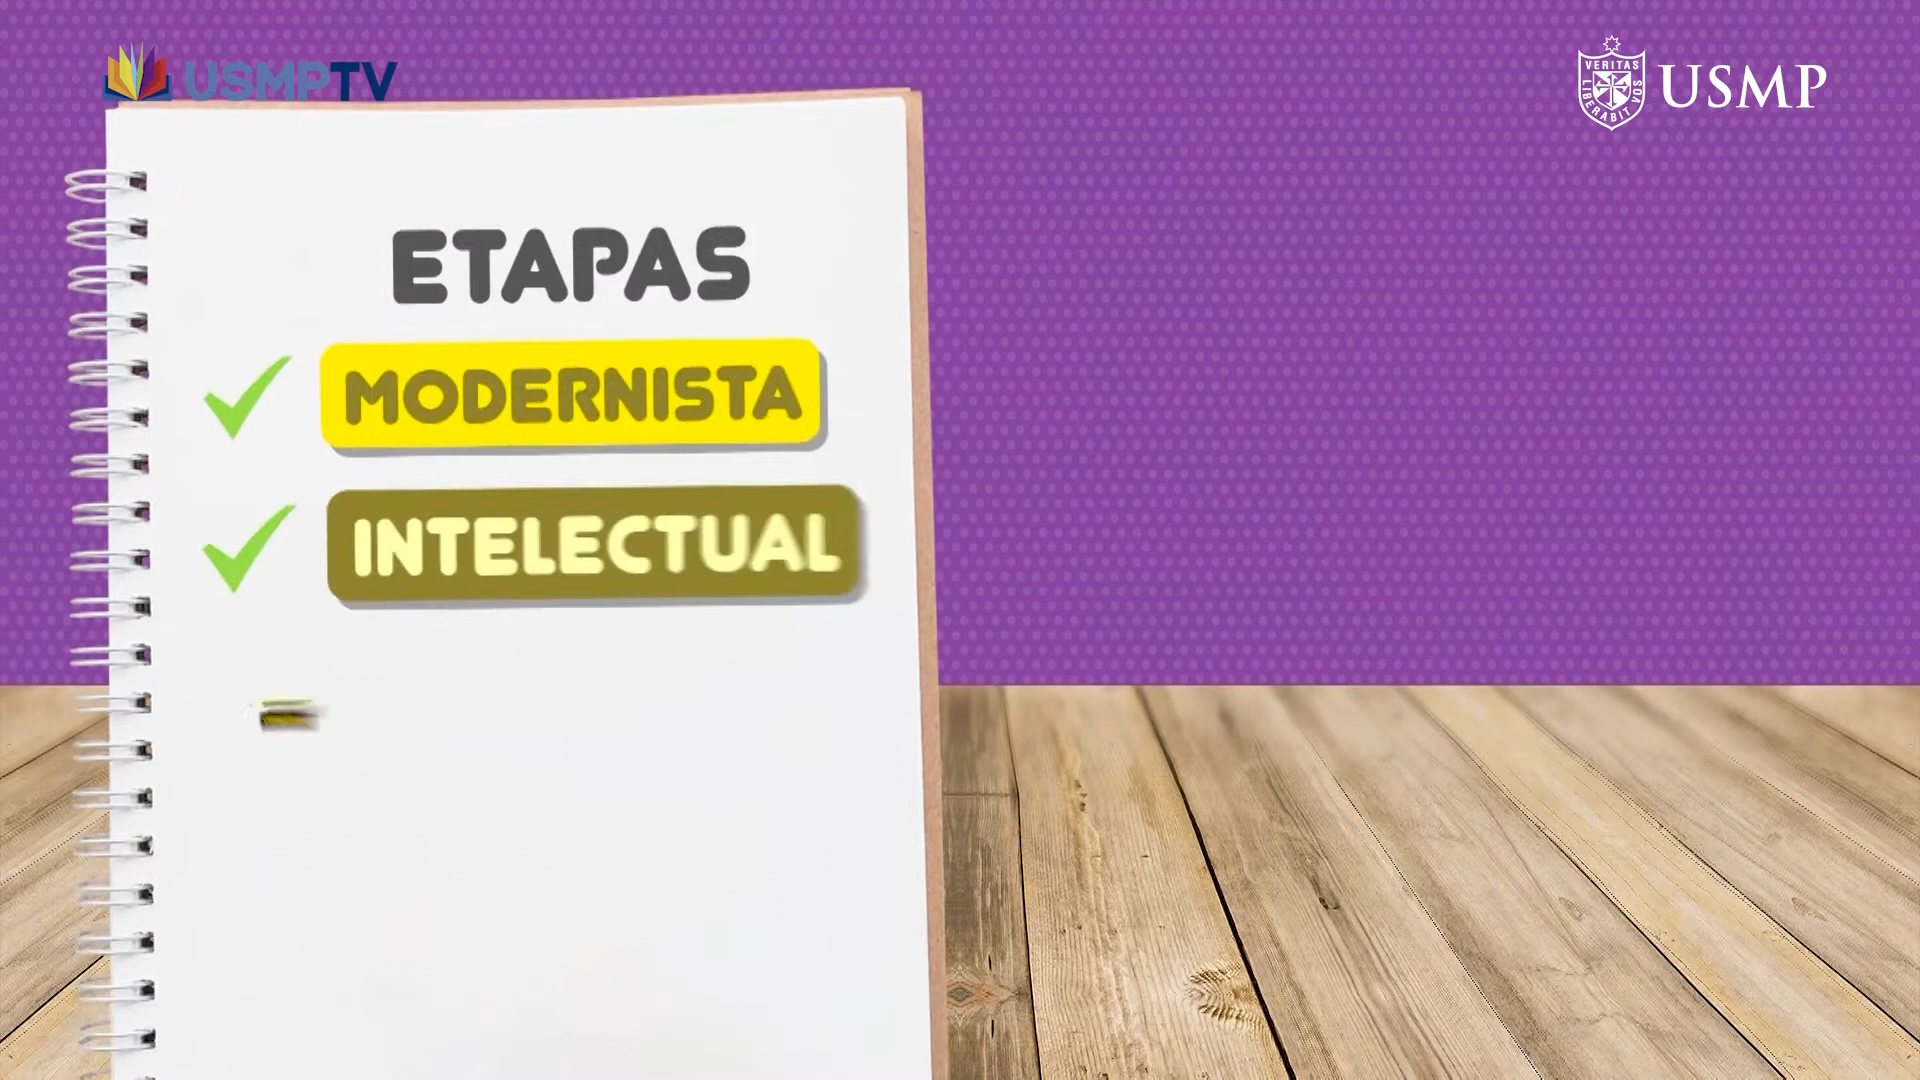 USMPTV
VERITAS
LIBERABIT VOS
USMP
ETAPAS
MODERNISTA
INTELECTUAL